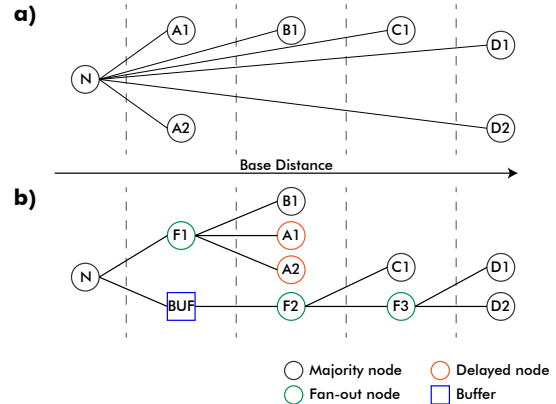 a)
A1 B1 C1
D1
N
A2 D2
Base Distance
b)
B1
F1 A1
A2 C1 D1
N
BUF F2 F3 D2
Majority node Delayed node
Fan-out node Buffer